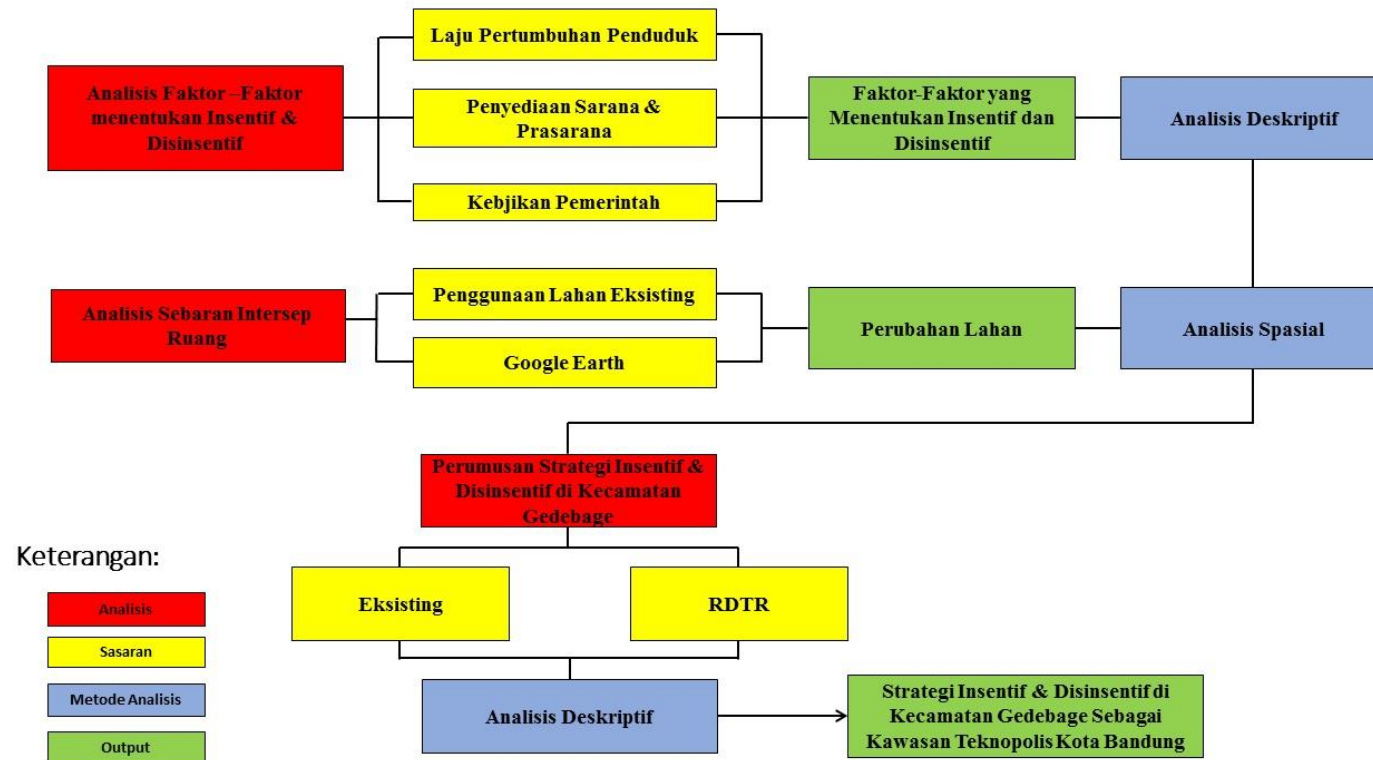 Laju Pertumbuhan Penduduk
Analisis Faktor –Faktor
menentukan Insentif &
Disinsentif
Penyediaan Sarana &
Prasarana
Faktor-Faktor yang
Menentukan Insentif dan
Disinsentif
Analisis Deskriptif
Kebjikan Pemerintah
Penggunaan Lahan Eksisting
Analisis Sebaran Intersep
Ruang
Perubahan Lahan
Analisis Spasial
Google Earth
Perumusan Strategi Insentif &
Disinsentif di Kecamatan
Gedebage
Keterangan:
Analisis
Sasaran
Metode Analisis
Output
Eksisting
RDTR
Analisis Deskriptif
Strategi Insentif & Disinsentif di
Kecamatan Gedebage Sebagai
Kawasan Teknopolis Kota Bandung